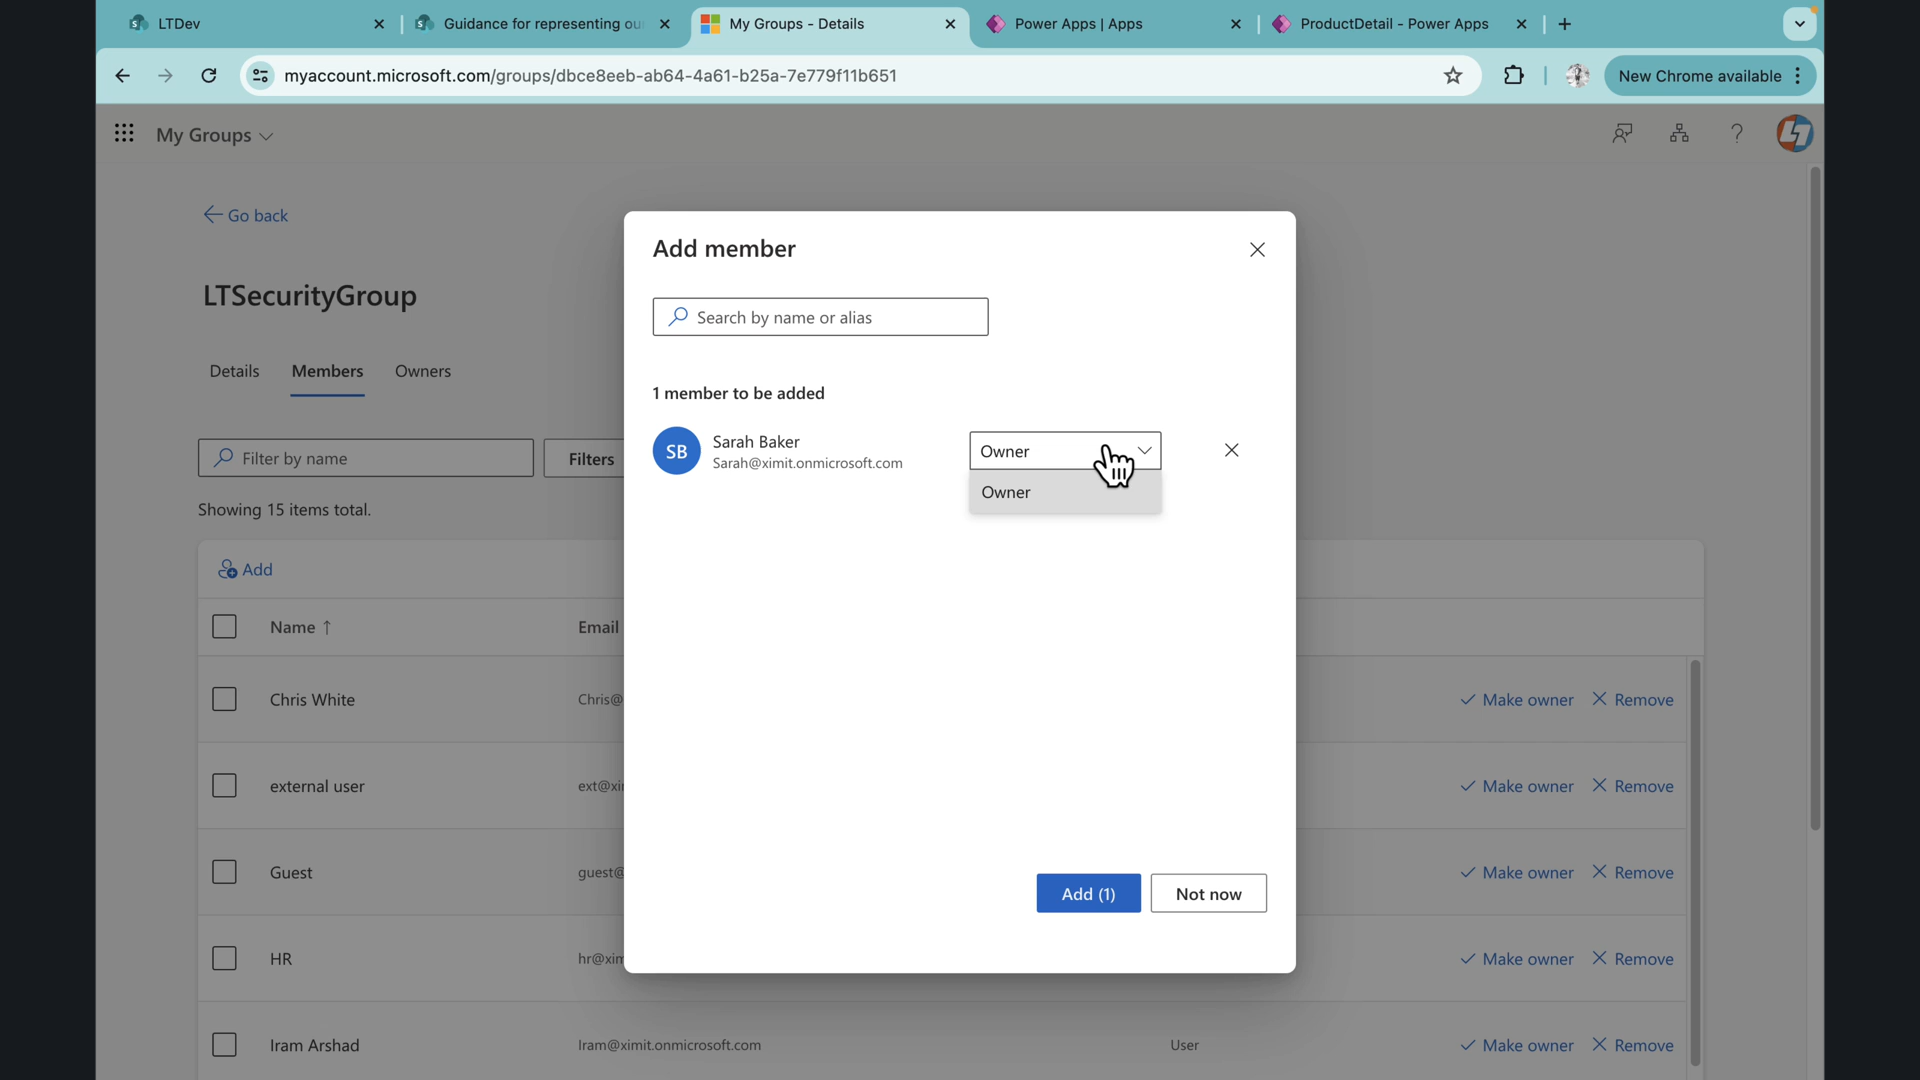 LTDev
Guidance for representing ou
My Groups - Details
Power Apps | Apps
ProductDetail - Power Apps
myaccount.microsoft.com/groups/dbce8eeb-ab64-4a61-b25a-7e779f11b651
New Chrome available
My Groups
Go back
LTSecurityGroup
Details
Members
Owners
Filter by name
Filters
Showing 15 items total.
Add
Name ↑
Email
Chris White
Chris@
Make owner
Remove
external user
ext@xi
Make owner
Remove
Guest
guest@
Make owner
Remove
HR
hr@xim
Make owner
Remove
Iram Arshad
Iram@ximit.onmicrosoft.com
User
Make owner
Remove
Add member
Search by name or alias
1 member to be added
SB
Sarah Baker
Sarah@ximit.onmicrosoft.com
Owner
Owner
Add (1)
Not now